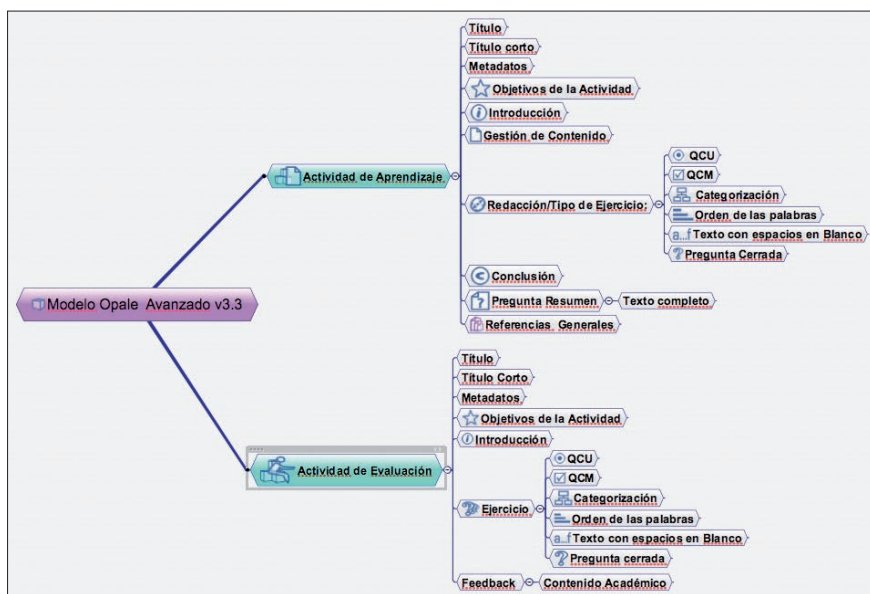 Modelo Opale Avanzado v3.3
Actividad de Aprendizaje
Título
Título corto
Metadatos
Objetivos de la Actividad
Introducción
Gestión de Contenido
Redacción/Tipo de Ejercicio:
QCU
QCM
Categorización
Orden de las palabras
a..f Texto con espacios en Blanco
Pregunta Cerrada
Conclusión
Pregunta Resumen
Texto completo
Referencias Generales
Actividad de Evaluación
Título
Título Corto
Metadatos
Objetivos de la Actividad
Introducción
Ejercicio
QCU
QCM
Categorización
Orden de las palabras
a..f Texto con espacios en Blanco
Pregunta cerrada
Feedback
Contenido Académico